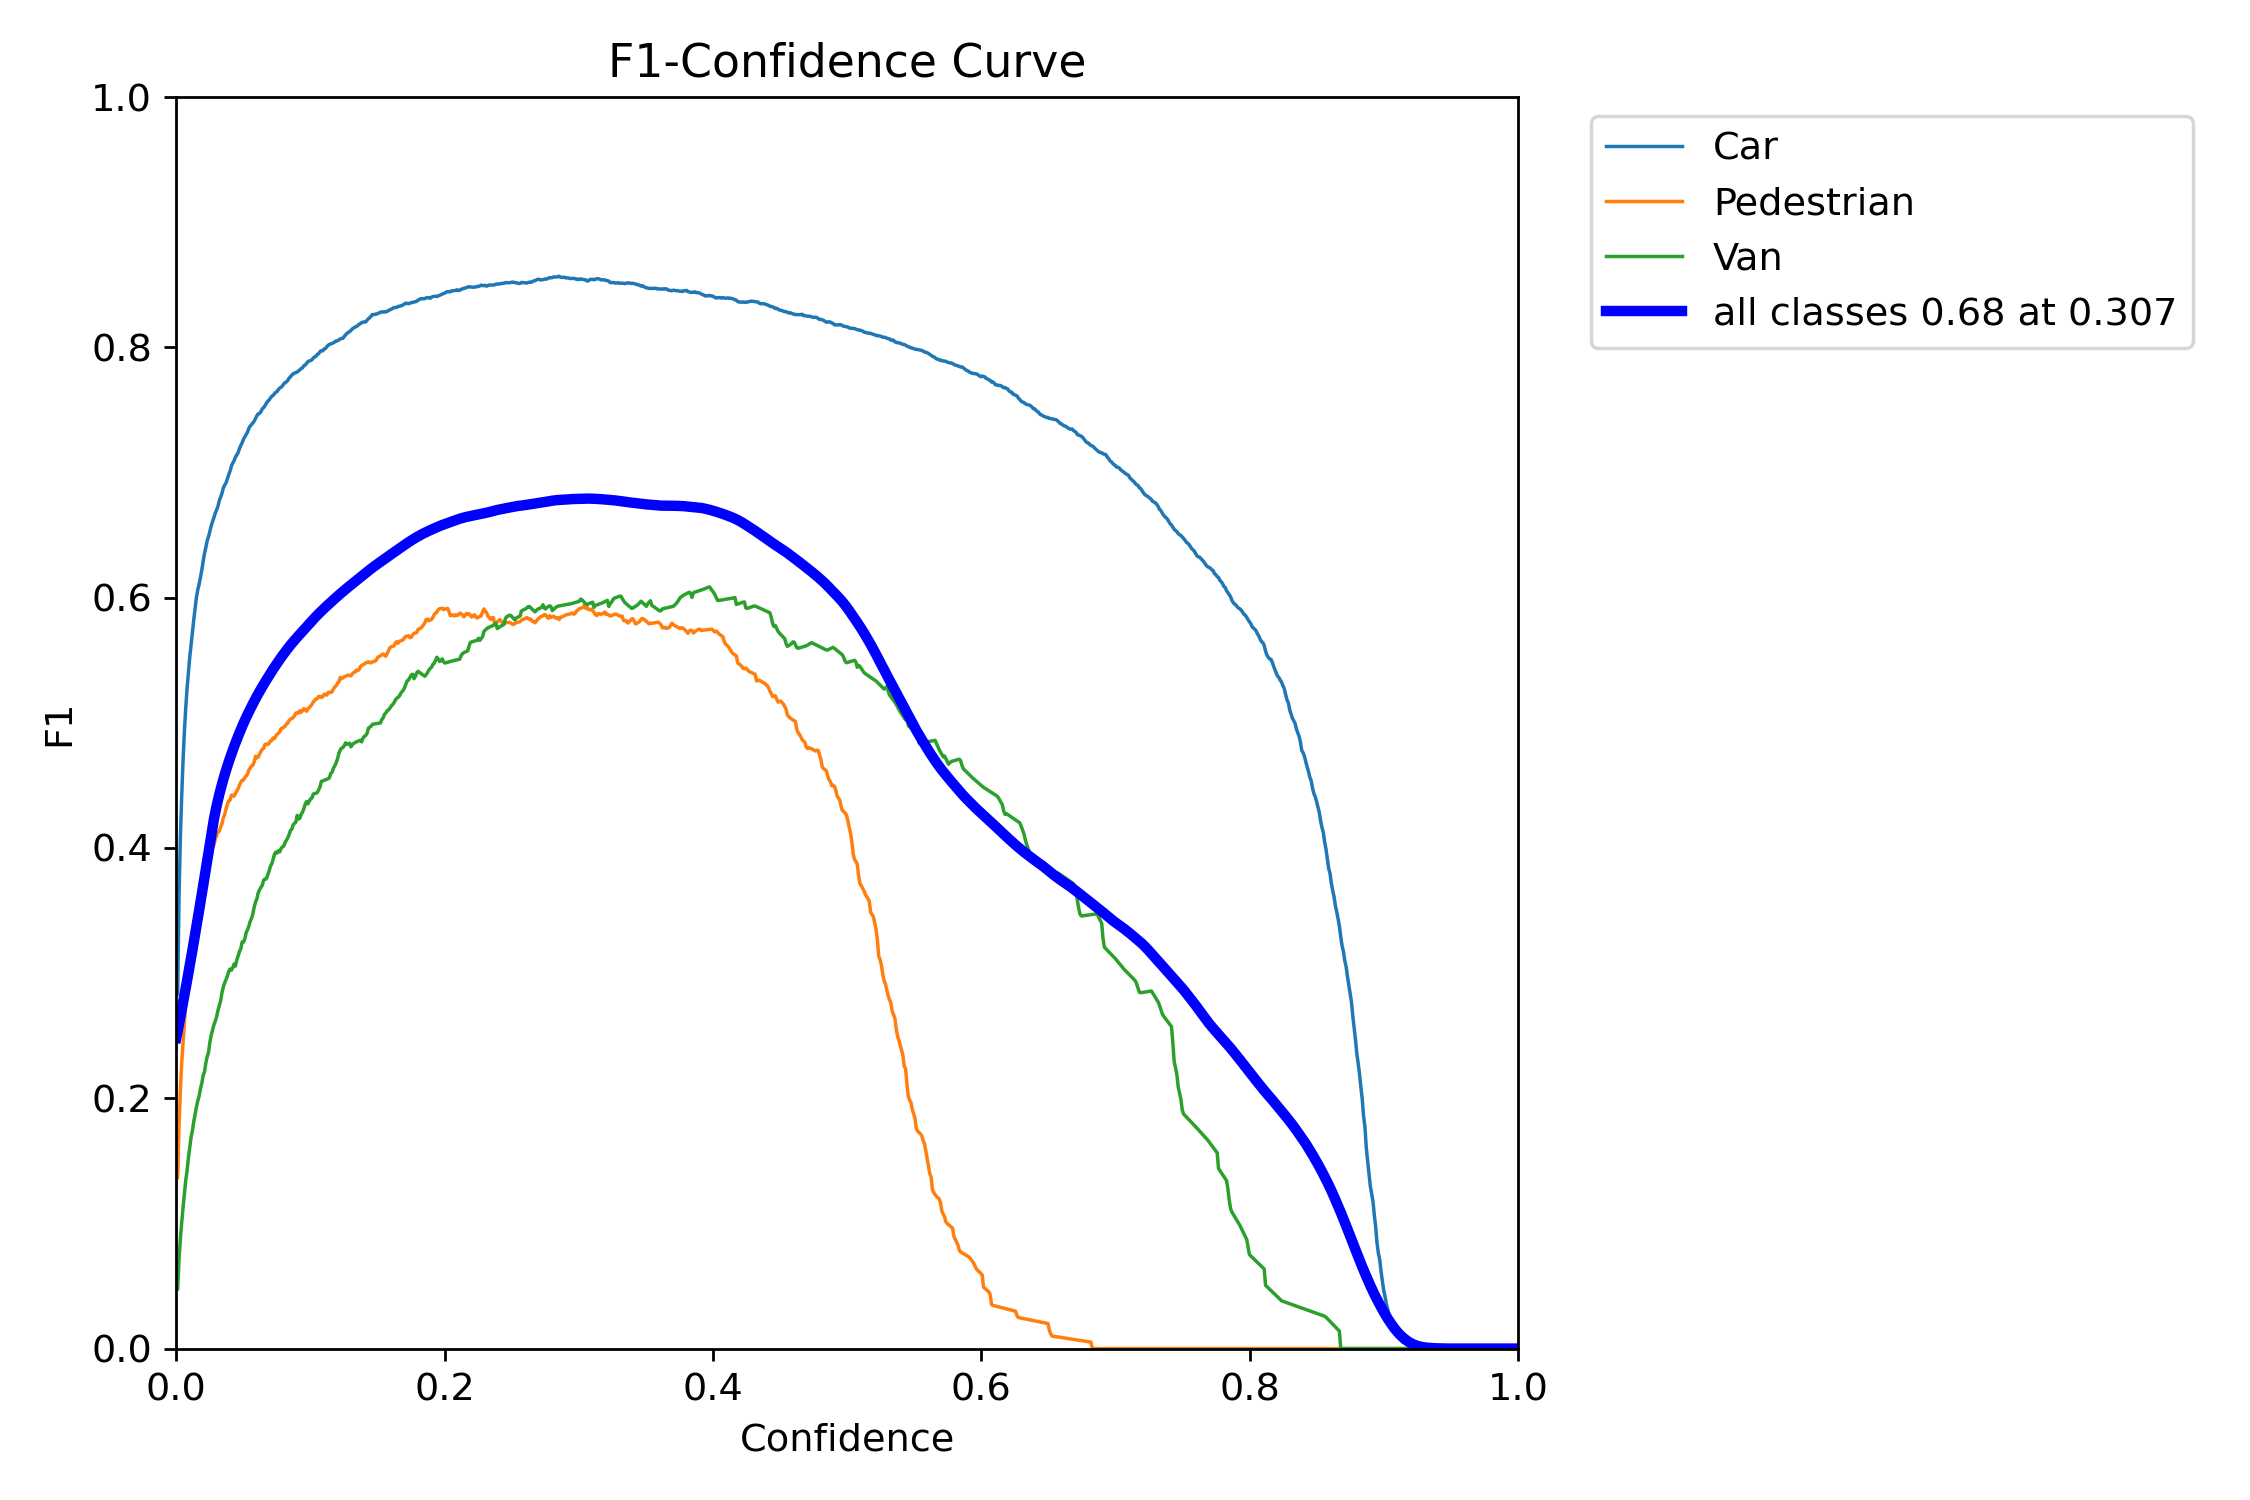 F1-Confidence Curve
1.0
0.8
0.6
0.4
0.2
0.0
F1
0.0 0.2 0.4 0.6 0.8 1.0
Confidence
Car
Pedestrian
Van
all classes 0.68 at 0.307